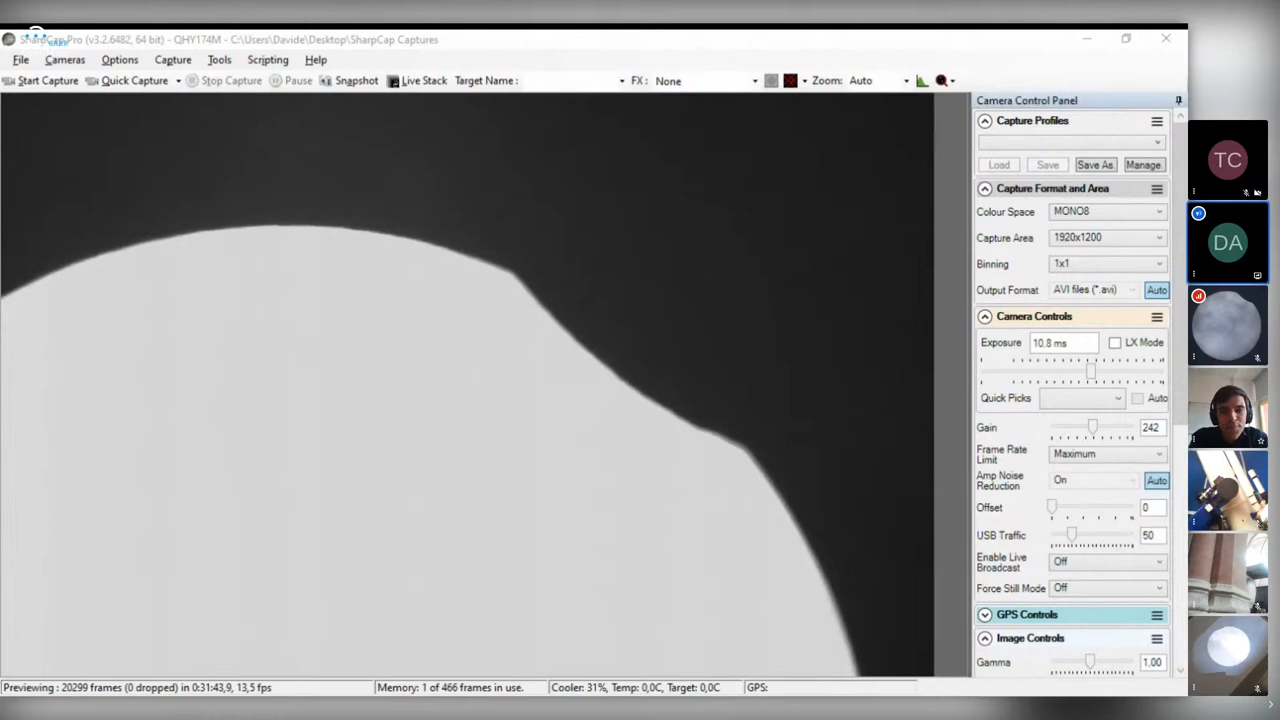 SharpCap Pro (v3.2.6482, 64 bit) - QHY174M - C:\Users\Davide\Desktop\SharpCap Captures
File Cameras Options Capture Tools Scripting Help
Start Capture Quick Capture Stop Capture Pause Snapshot Live Stack Target Name : FX : None Zoom: Auto
Camera Control Panel
Capture Profiles
Load Save Save As. Manage.
Capture Format and Area
Colour Space MONO8
Capture Area 1920x1200
Binning 1x1
Output Format AVI files (*.avi) Auto
Camera Controls
Exposure 10.8 ms LX Mode
Quick Picks Auto
Gain 242
Frame Rate
Limit Maximum
Amp Noise
Reduction On Auto
Offset 0
USB Traffic 50
Enable Live
Broadcast Off
Force Still Mode Off
GPS Controls
Image Controls
Gamma 1.00
Previewing : 20299 frames (0 dropped) in 0:31:43,9, 13,5 fps Memory: 1 of 466 frames in use. Cooler: 31%, Temp: 0,0C, Target: 0,0C GPS:
TC
DA